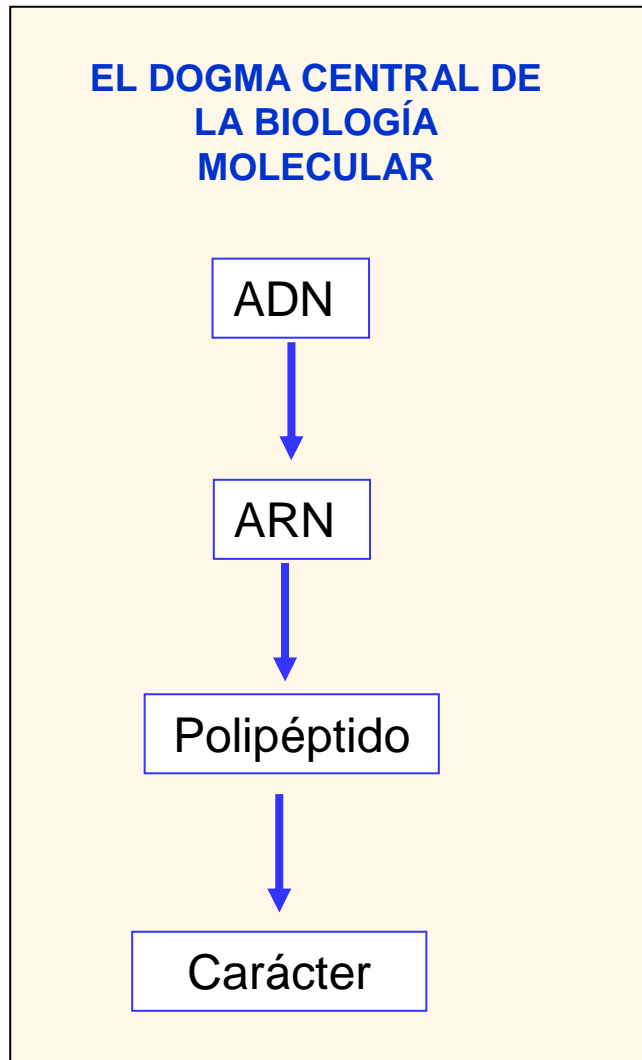 EL DOGMA CENTRAL DE
LA BIOLOGÍA
MOLECULAR
ADN
ARN
Polipéptido
Carácter